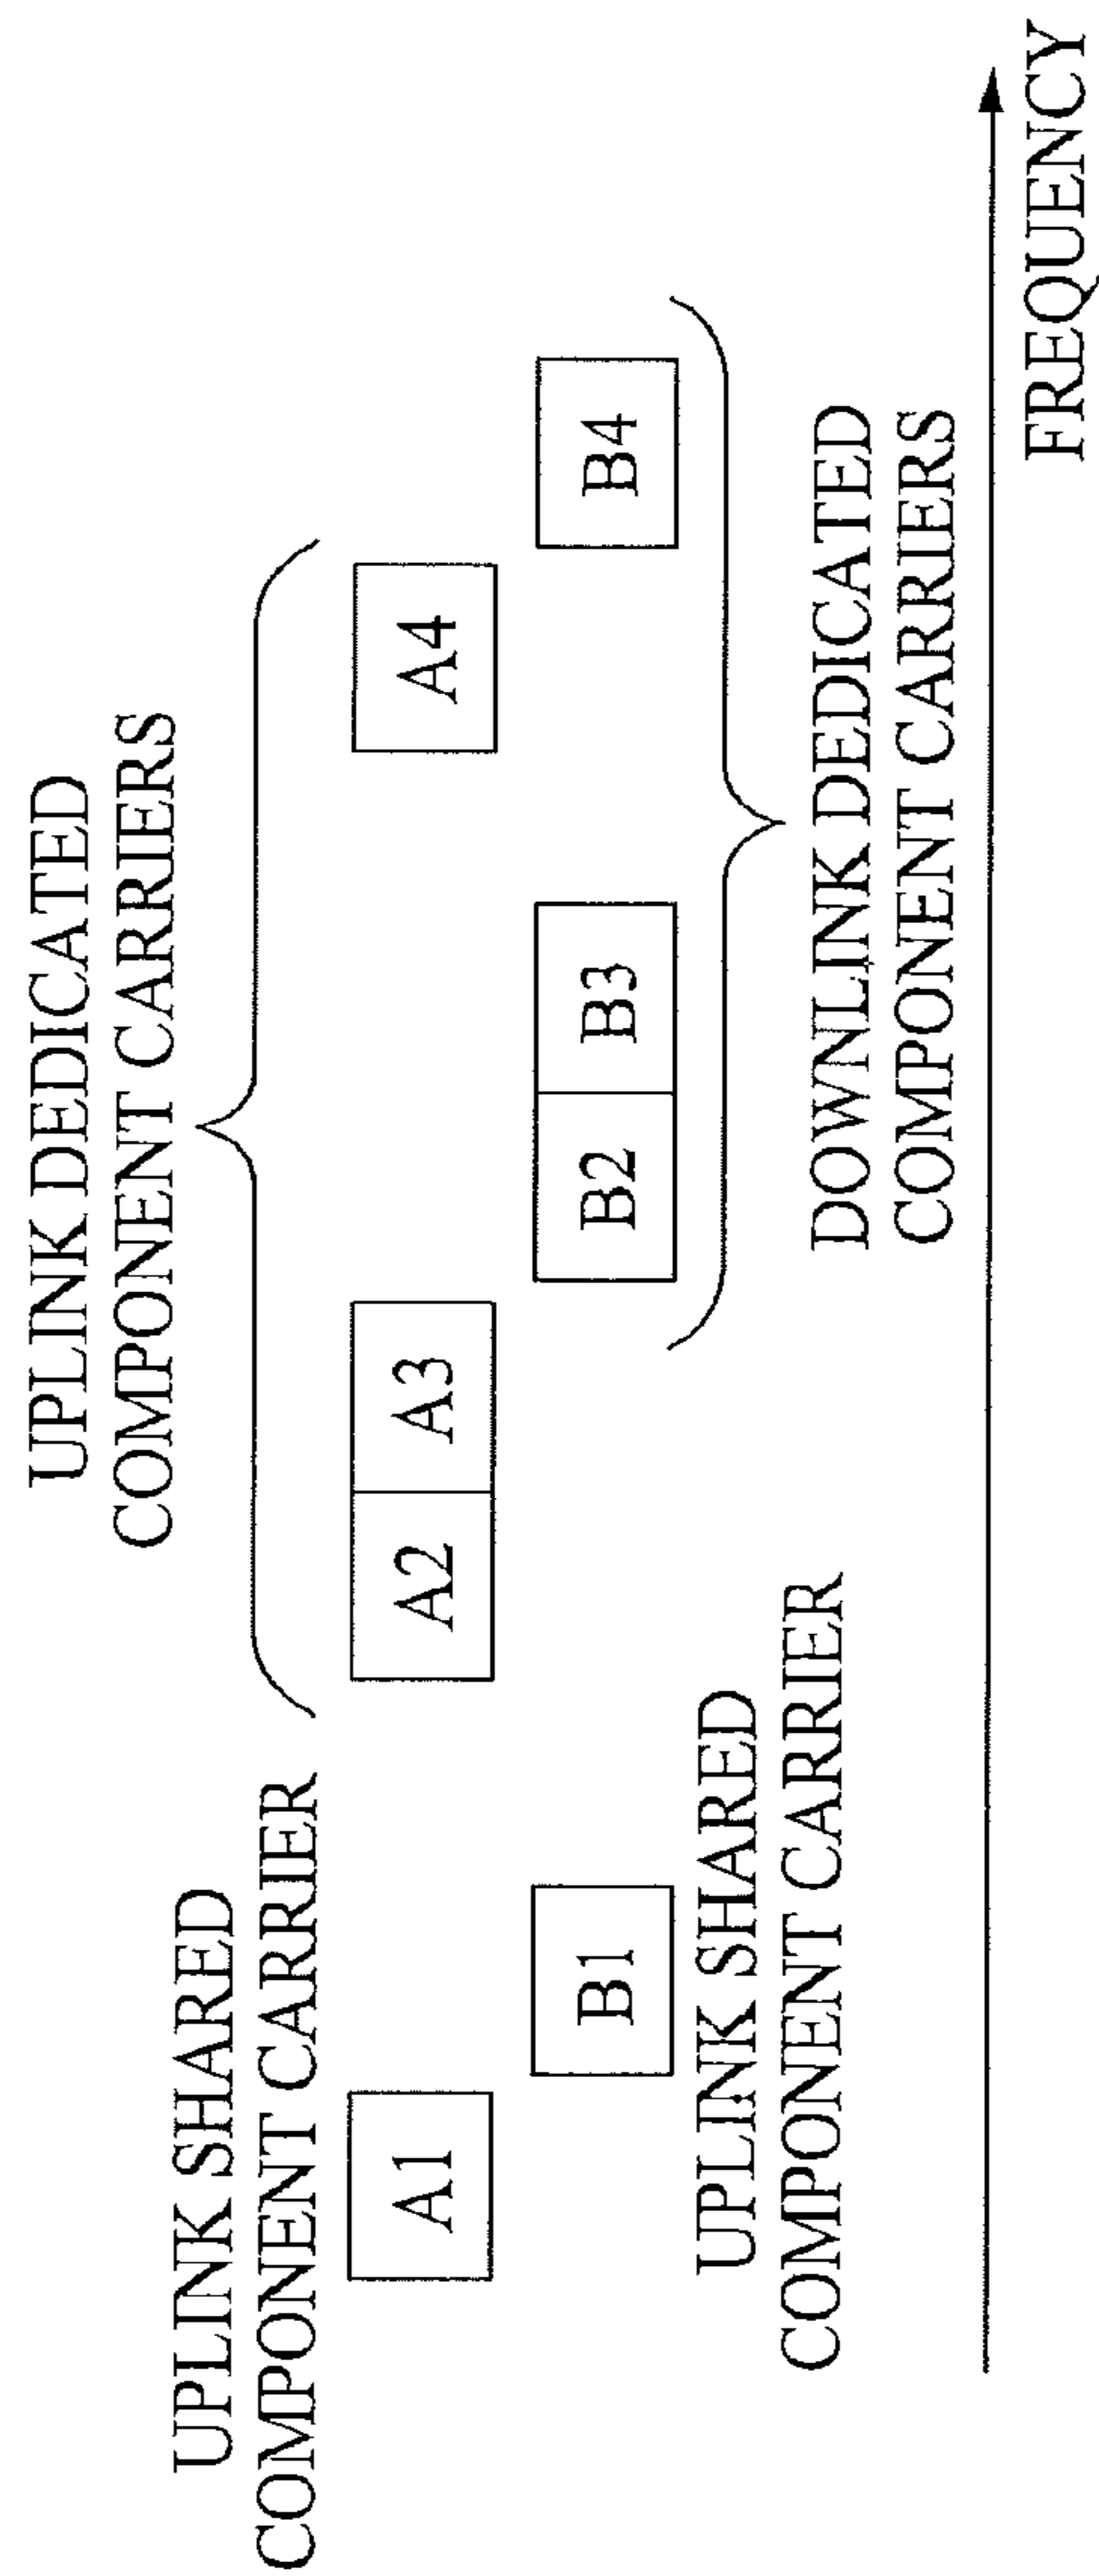 UPLINK DEDICATED
COMPONENT CARRIERS
UPLINK SHARED
COMPONENT CARRIER
A1
A2
A3
A4
B1
B2
B3
B4
UPLINK SHARED
COMPONENT CARRIER
DOWNLINK DEDICATED
COMPONENT CARRIERS
FREQUENCY